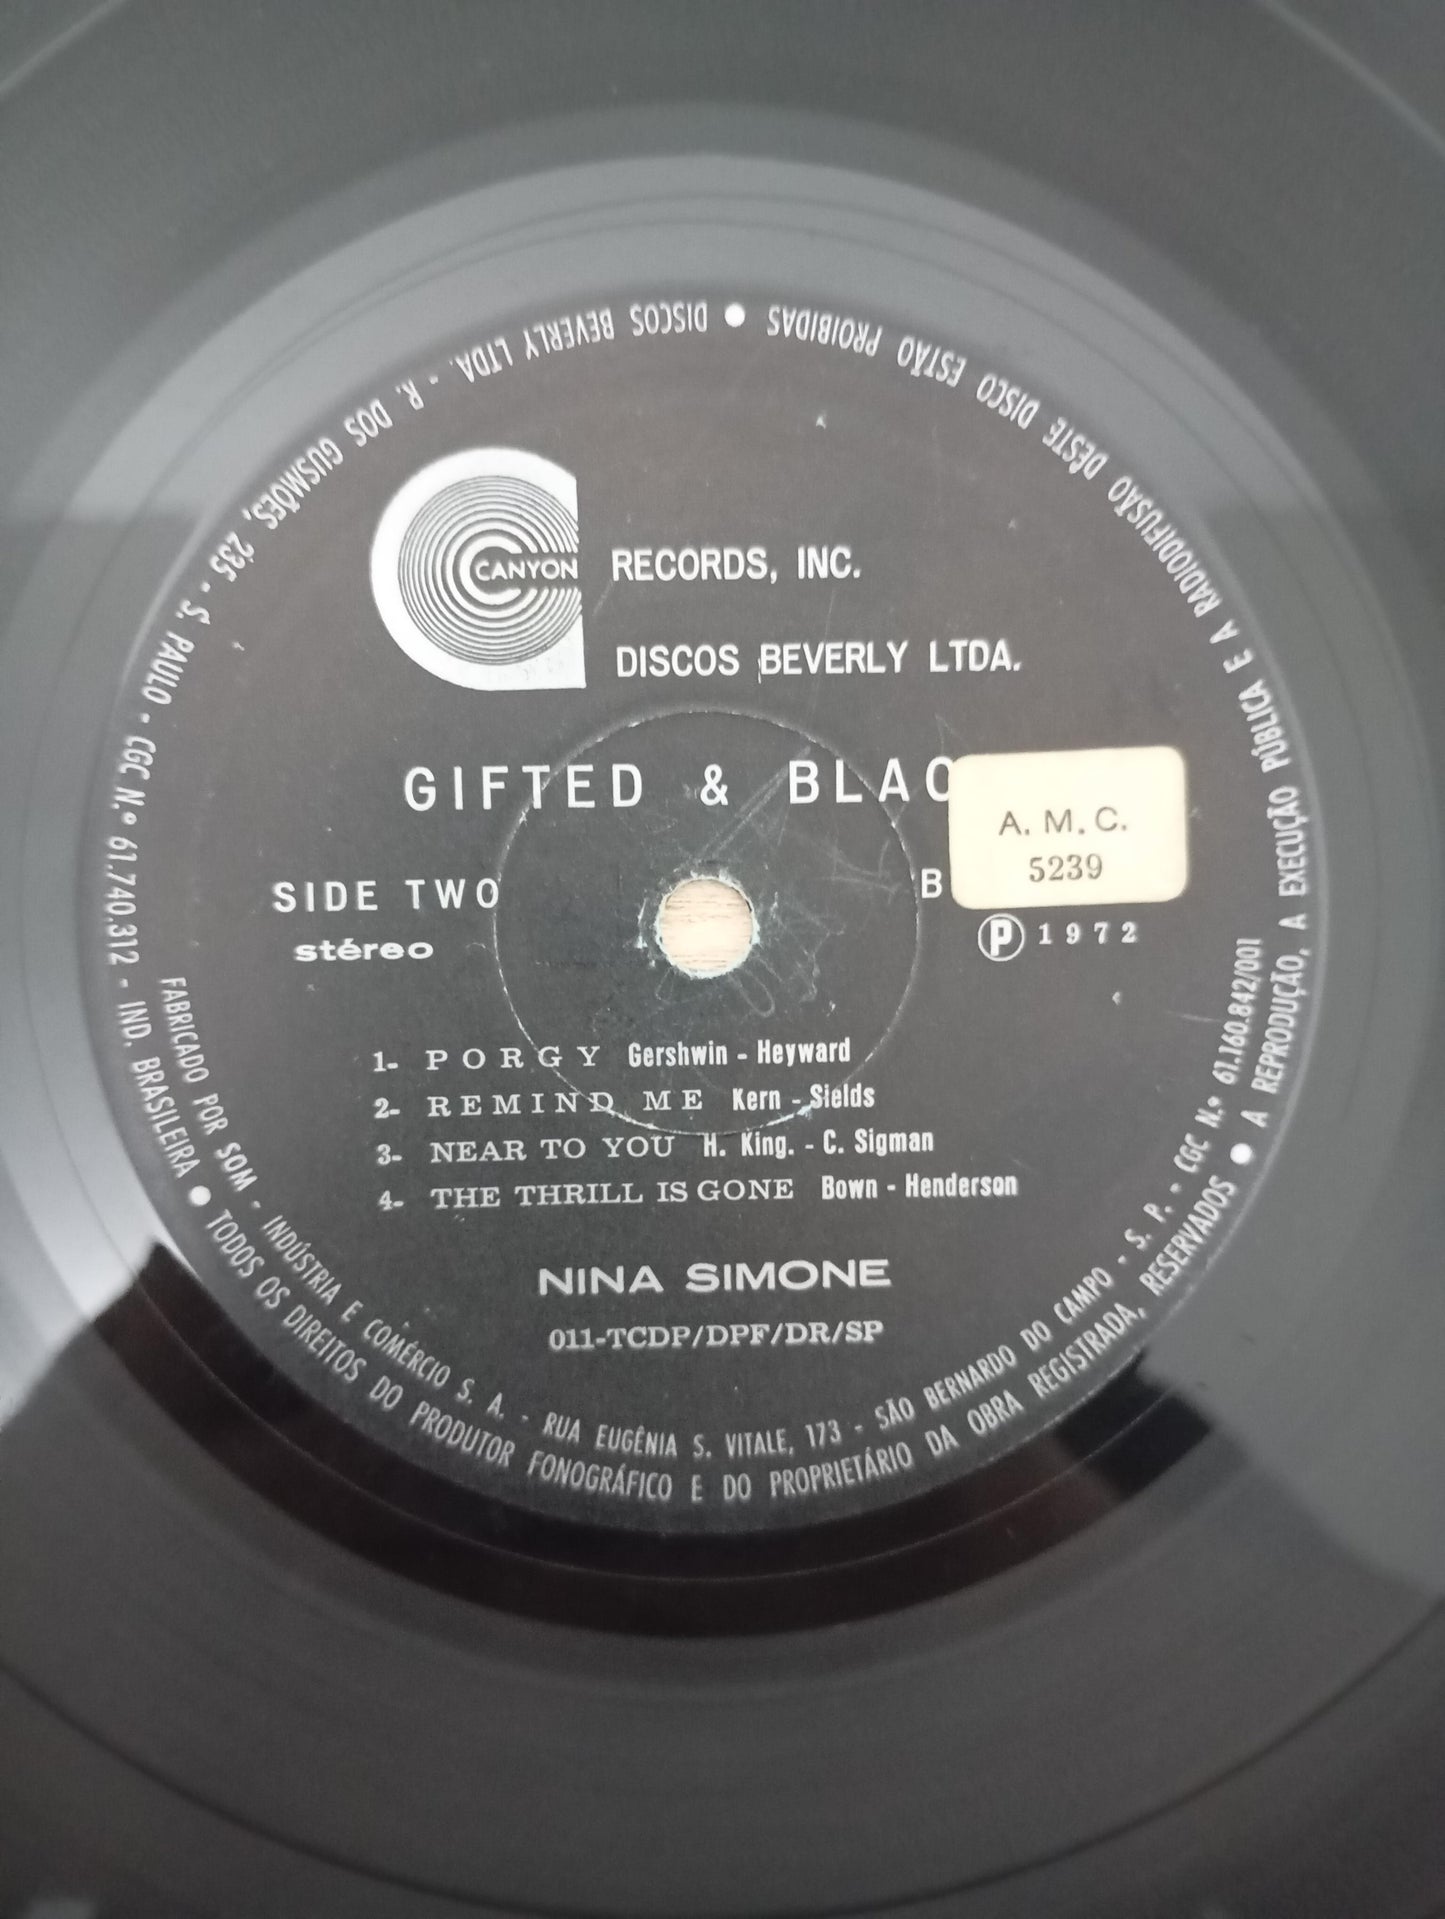 CANYON
RECORDS, INC.
DISCOS BEVERLY LTDA.
GIFTED & BLAC
A. M. C.
5239
SIDE TWO
B
stéreo
℗ 1972
1- PORGY Gershwin - Heyward
2- REMIND ME Kern - Sields
3- NEAR TO YOU H. King. - C. Sigman
4- THE THRILL IS GONE Bown - Henderson
NINA SIMONE
011-TCDP/DPF/DR/SP
FABRICADO POR SOM - INDÚSTRIA E COMÉRCIO S. A. - RUA EUGÊNIA S. VITALE, 173 - SÃO BERNARDO DO CAMPO - S. P. - CGC N.º 61.160.842/001
● TODOS OS DIREITOS DO PRODUTOR FONOGRÁFICO E DO PROPRIETÁRIO DA OBRA REGISTRADA, RESERVADOS ● A REPRODUÇÃO, A EXECUÇÃO PÚBLICA E A RADIODIFUSÃO DÊSTE DISCO ESTÃO PROIBIDAS ● DISCOS BEVERLY LTDA. - R. DOS GUSMÕES, 235 - S. PAULO - CGC N.º 61.740.312 - IND. BRASILEIRA